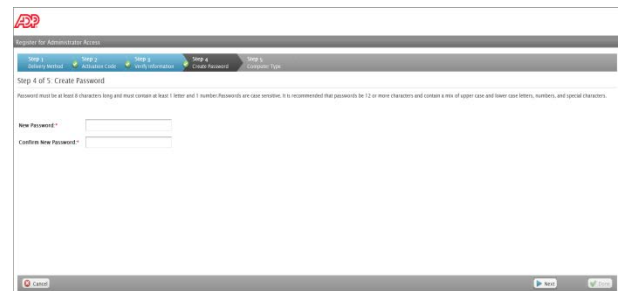 ADP
Register for Administrator Access
Step 1 Step 2 Step 3 Step 4 Step 5
Delivery Method Activation Code Verify Information Create Password Computer Type
Step 4 of 5: Create Password
Password must be at least 8 characters long and must contain at least 1 letter and 1 number.Passwords are case sensitive. It is recommended that passwords be 12 or more characters and contain a mix of upper case and lower case letters, numbers, and special characters.
New Password:*
Confirm New Password:*
Cancel Next Done